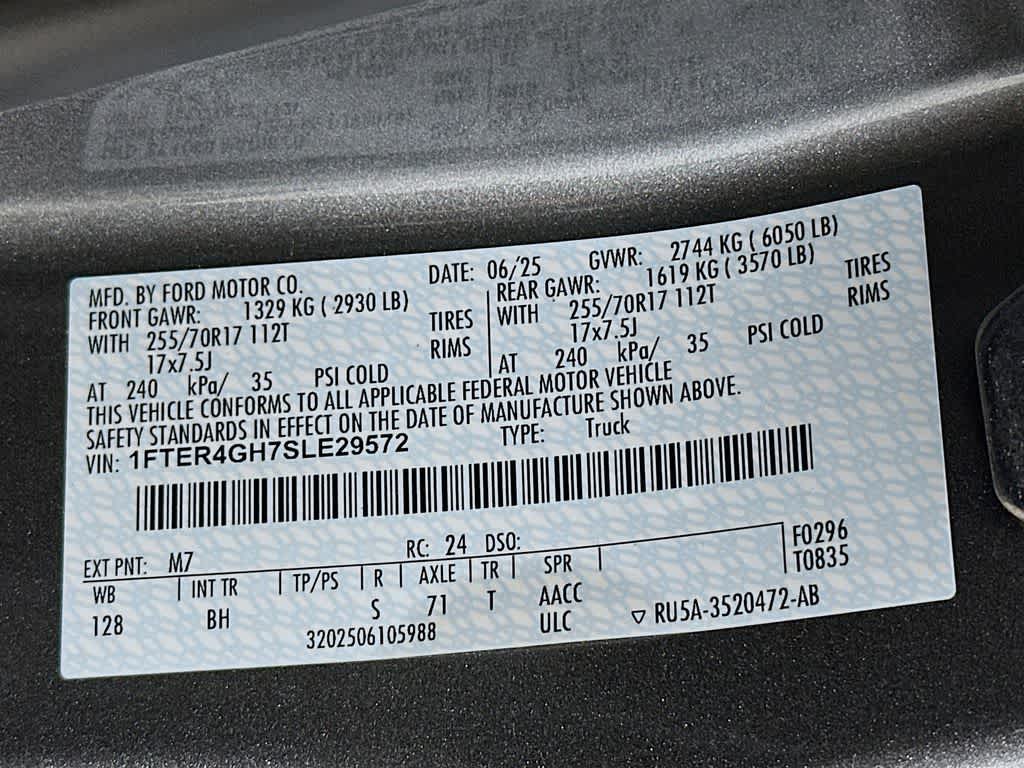 MFD. BY FORD MOTOR CO. DATE: 06/25 GVWR: 2744 KG ( 6050 LB)
FRONT GAWR: 1329 KG ( 2930 LB) REAR GAWR: 1619 KG ( 3570 LB)
WITH 255/70R17 112T TIRES WITH 255/70R17 112T TIRES
17x7.5J RIMS 17x7.5J RIMS
AT 240 kPa/ 35 PSI COLD AT 240 kPa/ 35 PSI COLD
THIS VEHICLE CONFORMS TO ALL APPLICABLE FEDERAL MOTOR VEHICLE
SAFETY STANDARDS IN EFFECT ON THE DATE OF MANUFACTURE SHOWN ABOVE.
VIN: 1FTER4GH7SLE29572 TYPE: Truck
EXT PNT: M7 RC: 24 DSO: F0296
WB INT TR TP/PS R AXLE TR SPR T0835
128 BH S 71 T AACC
3202506105988 ULC ▽ RU5A-3520472-AB